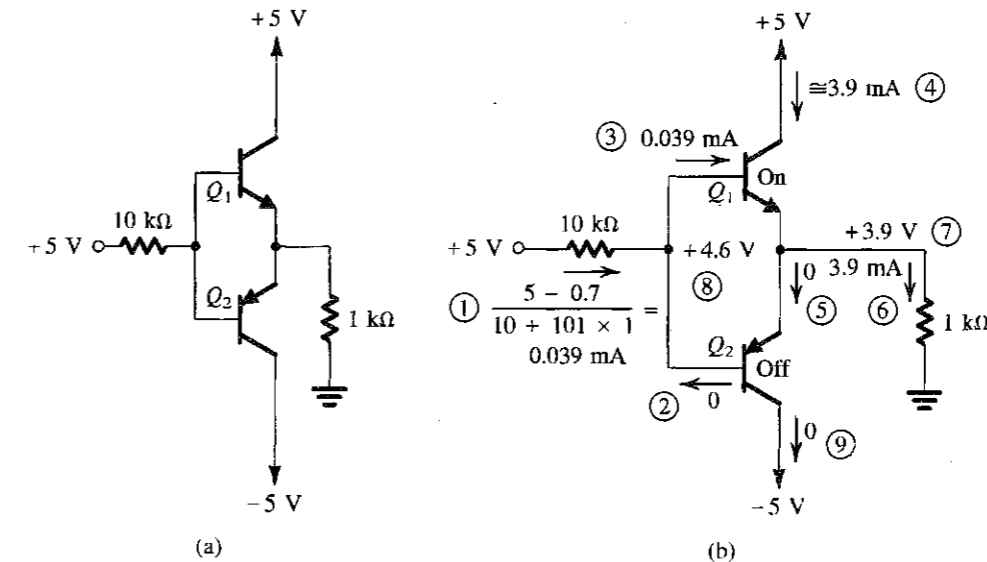 +5 V
Q₁
10 kΩ
+5 V
Q₂
1 kΩ
−5 V
(a)
+5 V
≅3.9 mA ④
③ 0.039 mA
On
Q₁
10 kΩ
+5 V
+4.6 V
+3.9 V ⑦
⑧
0
3.9 mA
① 5 − 0.7
10 + 101 × 1
=
0.039 mA
⑤
⑥
1 kΩ
Q₂
Off
② 0
0 ⑨
−5 V
(b)